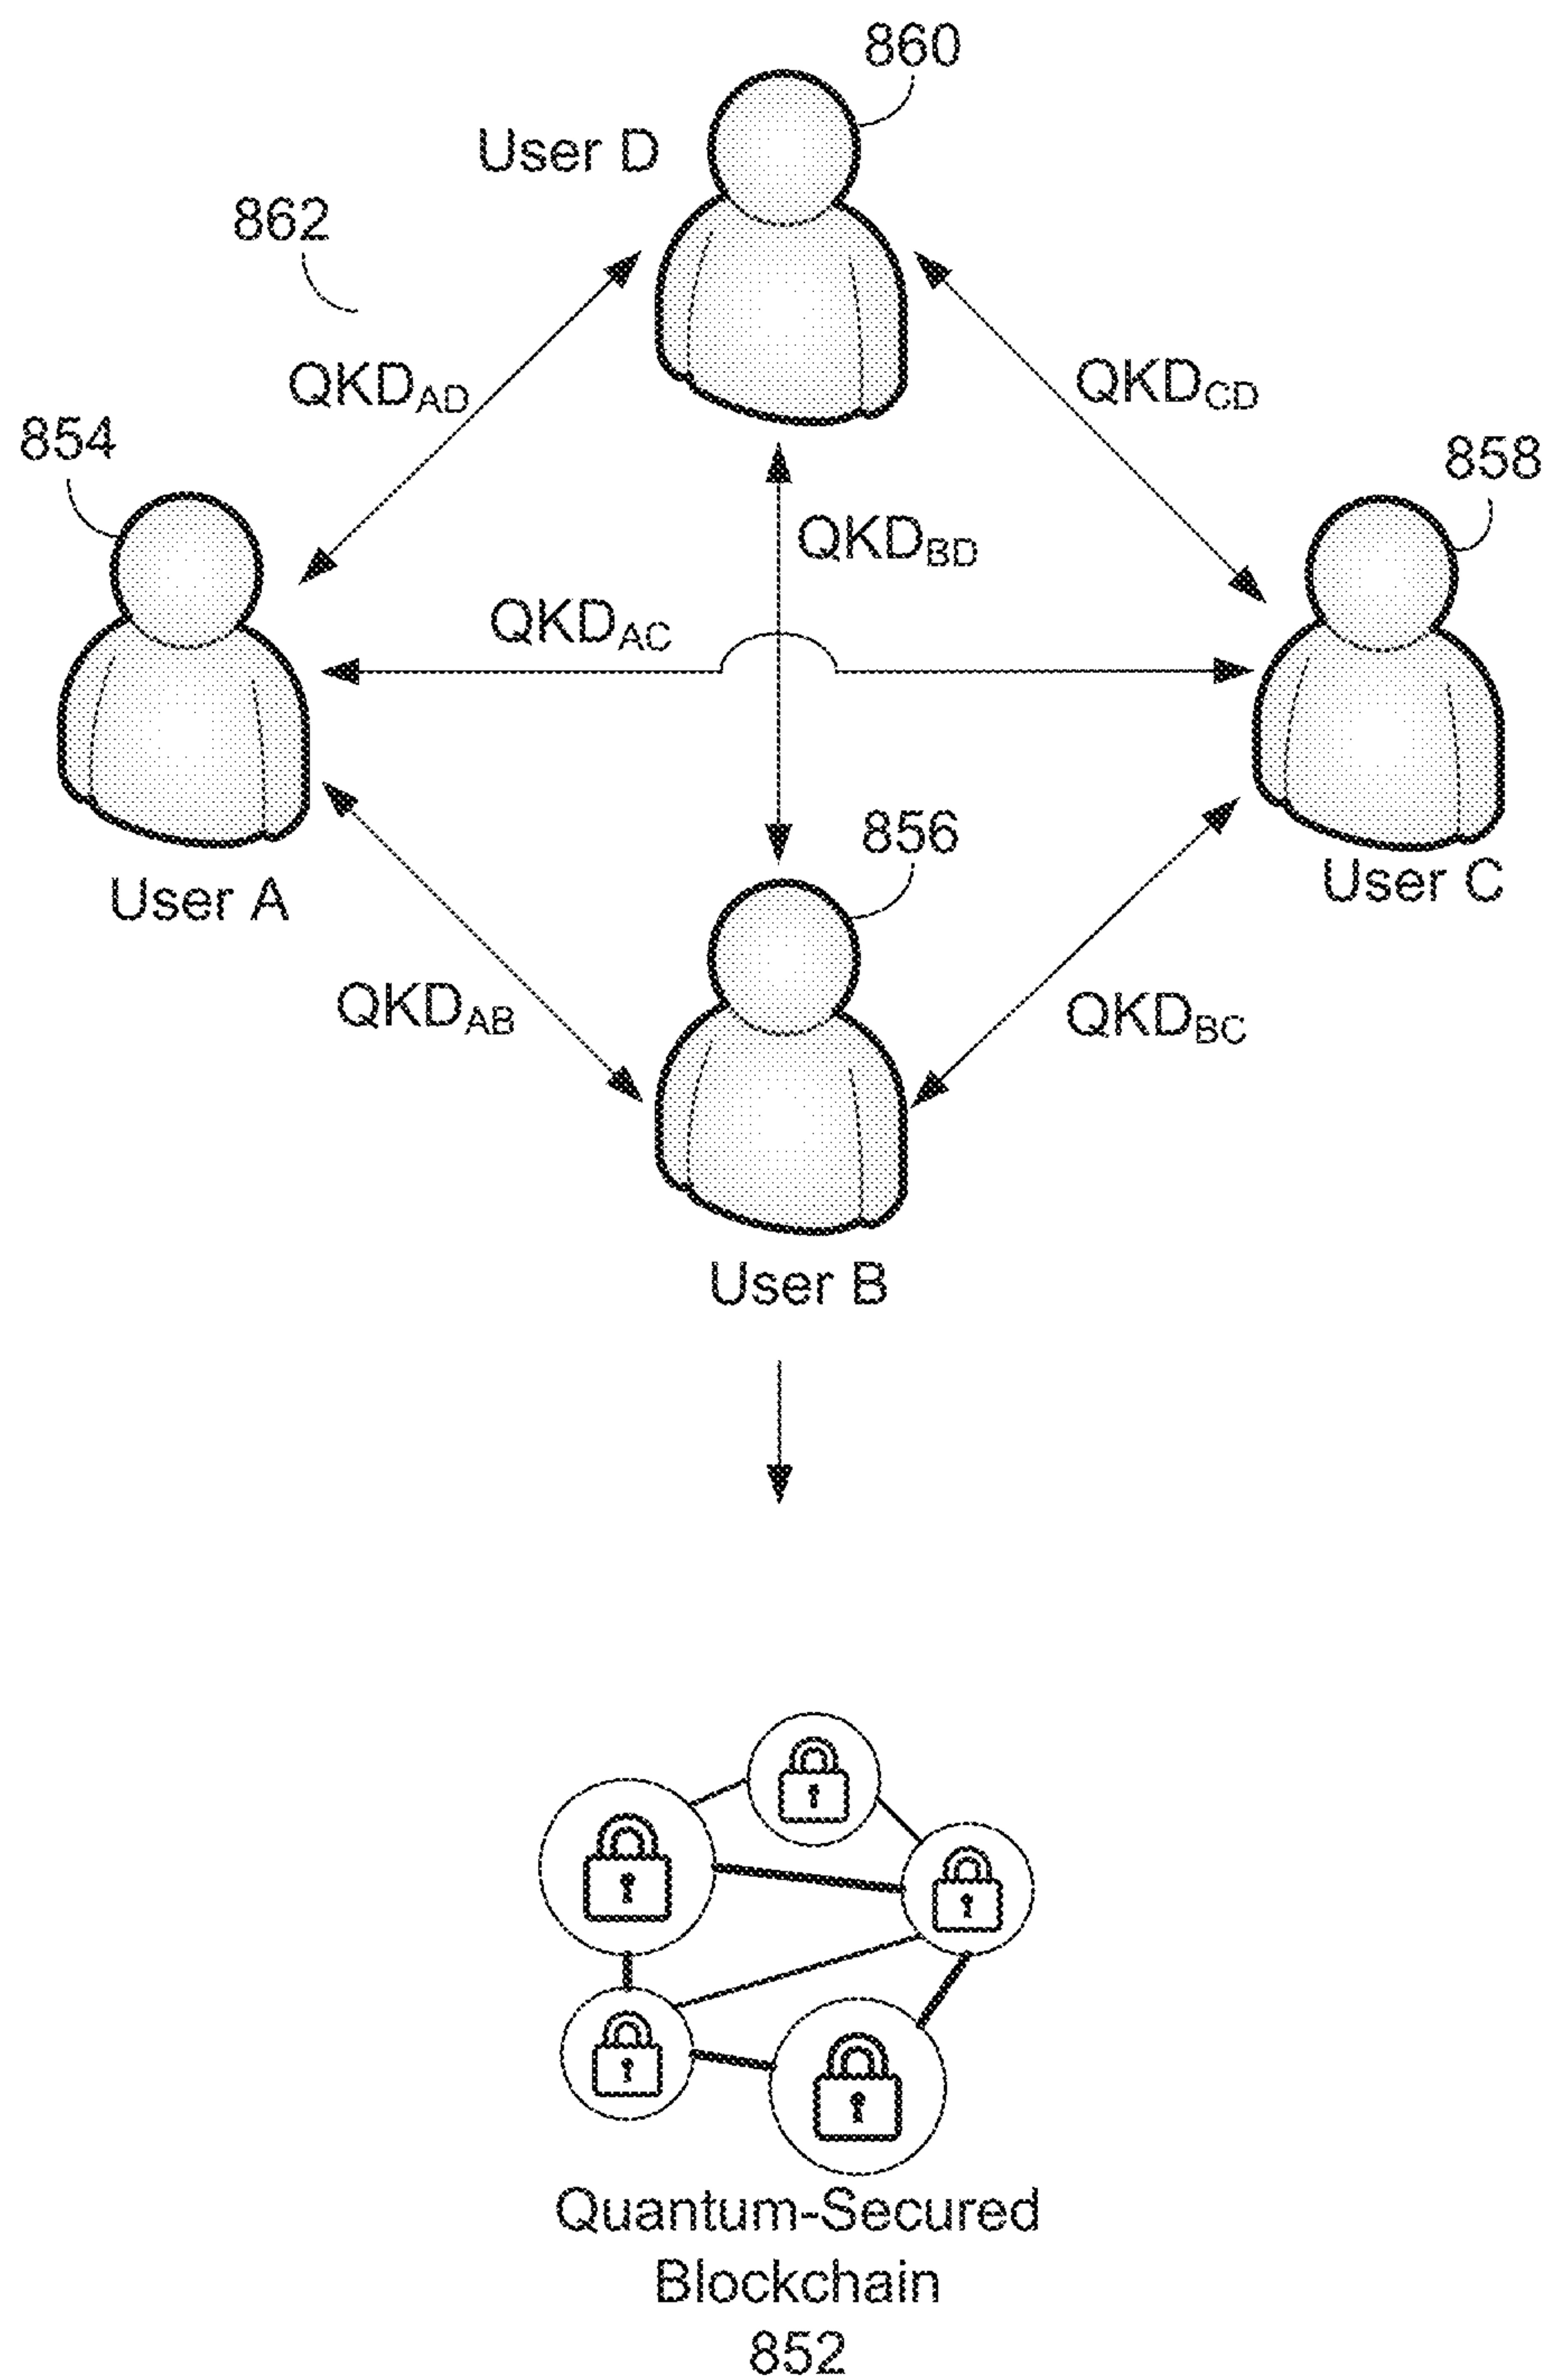 860
User D
862
QKDAD
QKDCD
854
858
QKDBD
QKDAC
856
User A
User C
QKDAB
QKDBC
User B
Quantum-Secured
Blockchain
852